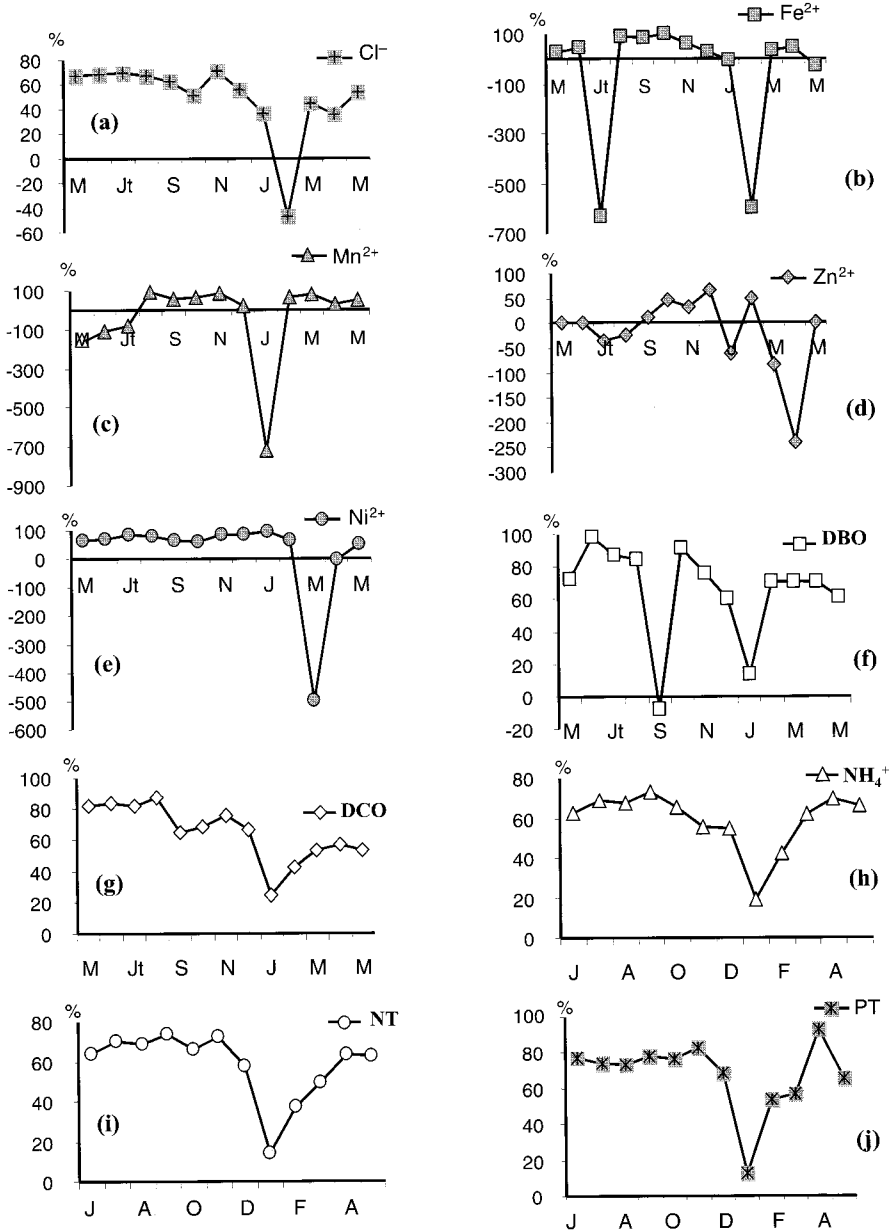 %
Cl⁻
80
60
40
20
0
-20
-40
-60
M Jt S N J M M
(a)
Fe²⁺
100
-100
-300
-500
-700
M Jt S N J M M
(b)
%
Mn²⁺
100
-100
-300
-500
-700
-900
Jt S N J M M
(c)
%
Zn²⁺
100
50
0
-50
-100
-150
-200
-250
-300
M Jt S N J M M
(d)
%
Ni²⁺
100
0
-100
-200
-300
-400
-500
-600
M Jt S N J M M
(e)
%
DBO
100
80
60
40
20
0
-20
M Jt S N J M M
(f)
%
DCO
100
80
60
40
20
0
M Jt S N J M M
(g)
%
NH₄⁺
80
60
40
20
0
J A O D F A
(h)
%
NT
80
60
40
20
0
J A O D F A
(i)
%
PT
100
80
60
40
20
0
J A O D F A
(j)